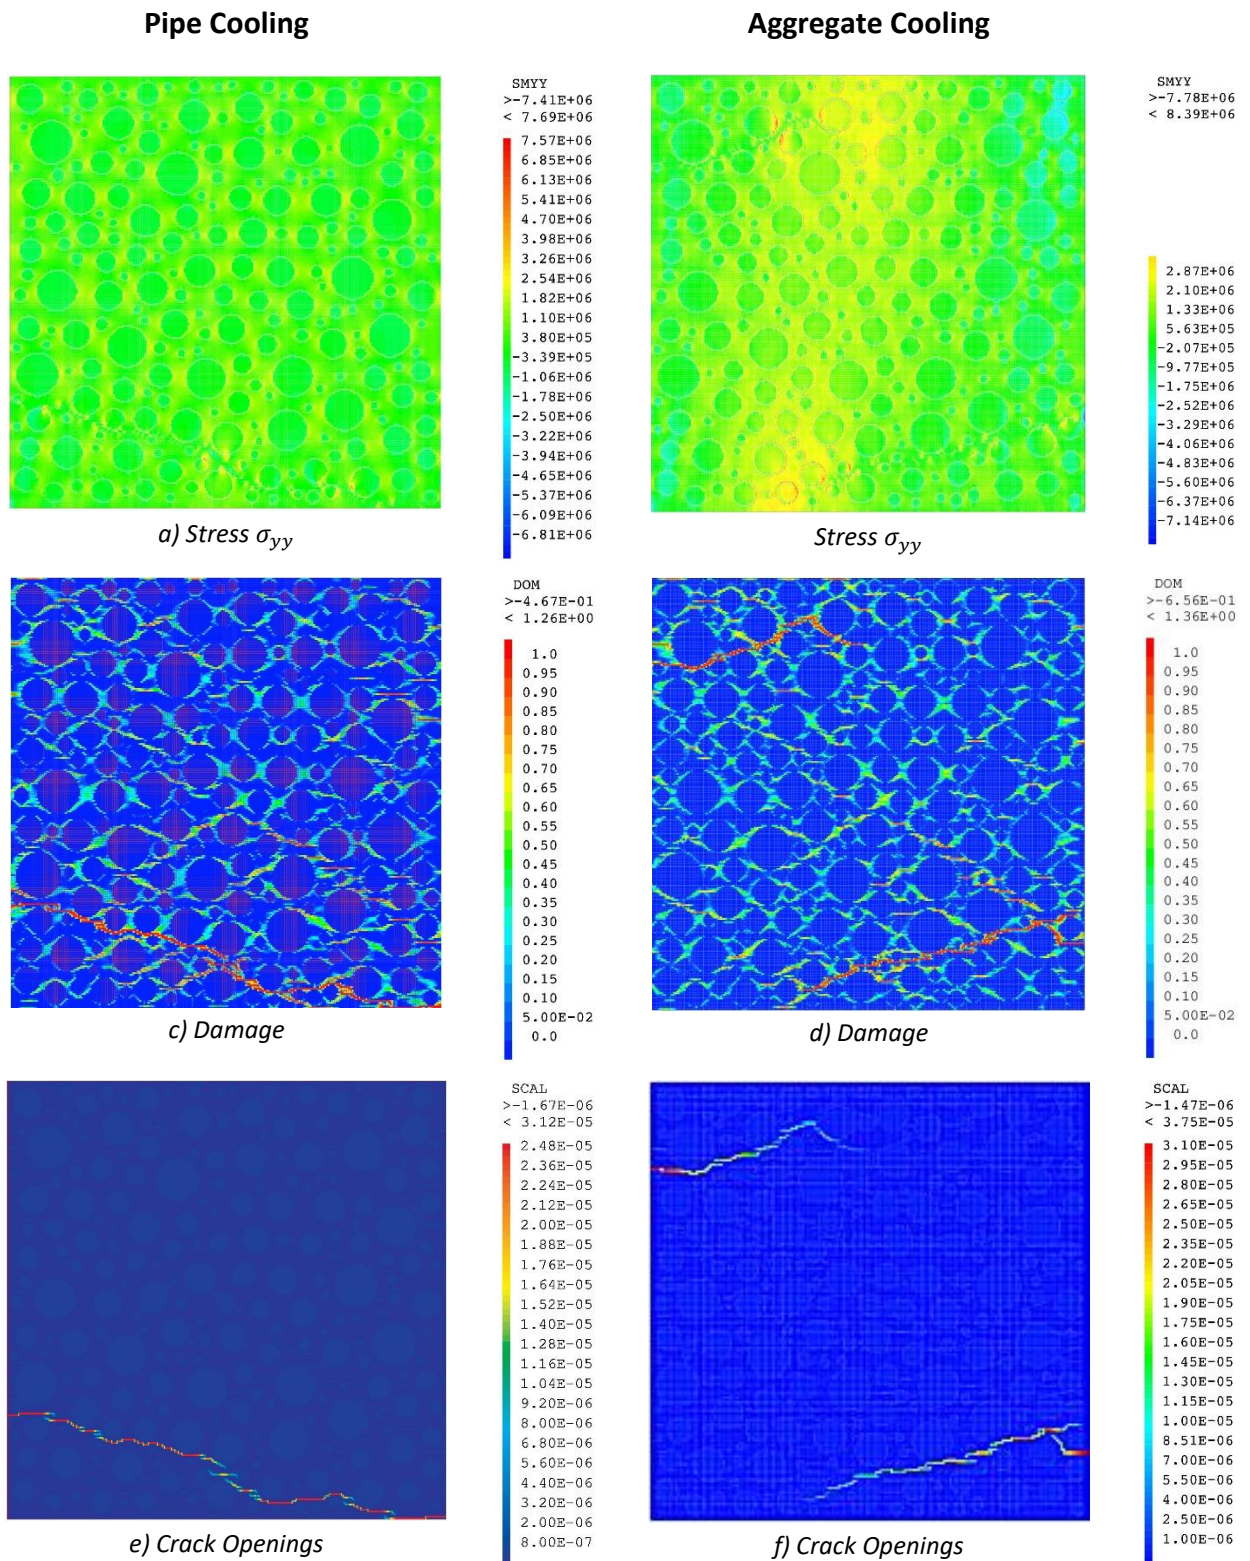 Pipe Cooling
Aggregate Cooling
SMYY
>-7.41E+06
< 7.69E+06
7.57E+06
6.85E+06
6.13E+06
5.41E+06
4.70E+06
3.98E+06
3.26E+06
2.54E+06
1.82E+06
1.10E+06
3.80E+05
-3.39E+05
-1.06E+06
-1.78E+06
-2.50E+06
-3.22E+06
-3.94E+06
-4.65E+06
-5.37E+06
-6.09E+06
-6.81E+06
a) Stress σyy
SMYY
>-7.78E+06
< 8.39E+06
2.87E+06
2.10E+06
1.33E+06
5.63E+05
-2.07E+05
-9.77E+05
-1.75E+06
-2.52E+06
-3.29E+06
-4.06E+06
-4.83E+06
-5.60E+06
-6.37E+06
-7.14E+06
Stress σyy
DOM
>-4.67E-01
< 1.26E+00
1.0
0.95
0.90
0.85
0.80
0.75
0.70
0.65
0.60
0.55
0.50
0.45
0.40
0.35
0.30
0.25
0.20
0.15
0.10
5.00E-02
0.0
c) Damage
DOM
>-6.56E-01
< 1.36E+00
1.0
0.95
0.90
0.85
0.80
0.75
0.70
0.65
0.60
0.55
0.50
0.45
0.40
0.35
0.30
0.25
0.20
0.15
0.10
5.00E-02
0.0
d) Damage
SCAL
>-1.67E-06
< 3.12E-05
2.48E-05
2.36E-05
2.24E-05
2.12E-05
2.00E-05
1.88E-05
1.76E-05
1.64E-05
1.52E-05
1.40E-05
1.28E-05
1.16E-05
1.04E-05
9.20E-06
8.00E-06
6.80E-06
5.60E-06
4.40E-06
3.20E-06
2.00E-06
8.00E-07
e) Crack Openings
SCAL
>-1.47E-06
< 3.75E-05
3.10E-05
2.95E-05
2.80E-05
2.65E-05
2.50E-05
2.35E-05
2.20E-05
2.05E-05
1.90E-05
1.75E-05
1.60E-05
1.45E-05
1.30E-05
1.15E-05
1.00E-05
8.51E-06
7.00E-06
5.50E-06
4.00E-06
2.50E-06
1.00E-06
f) Crack Openings